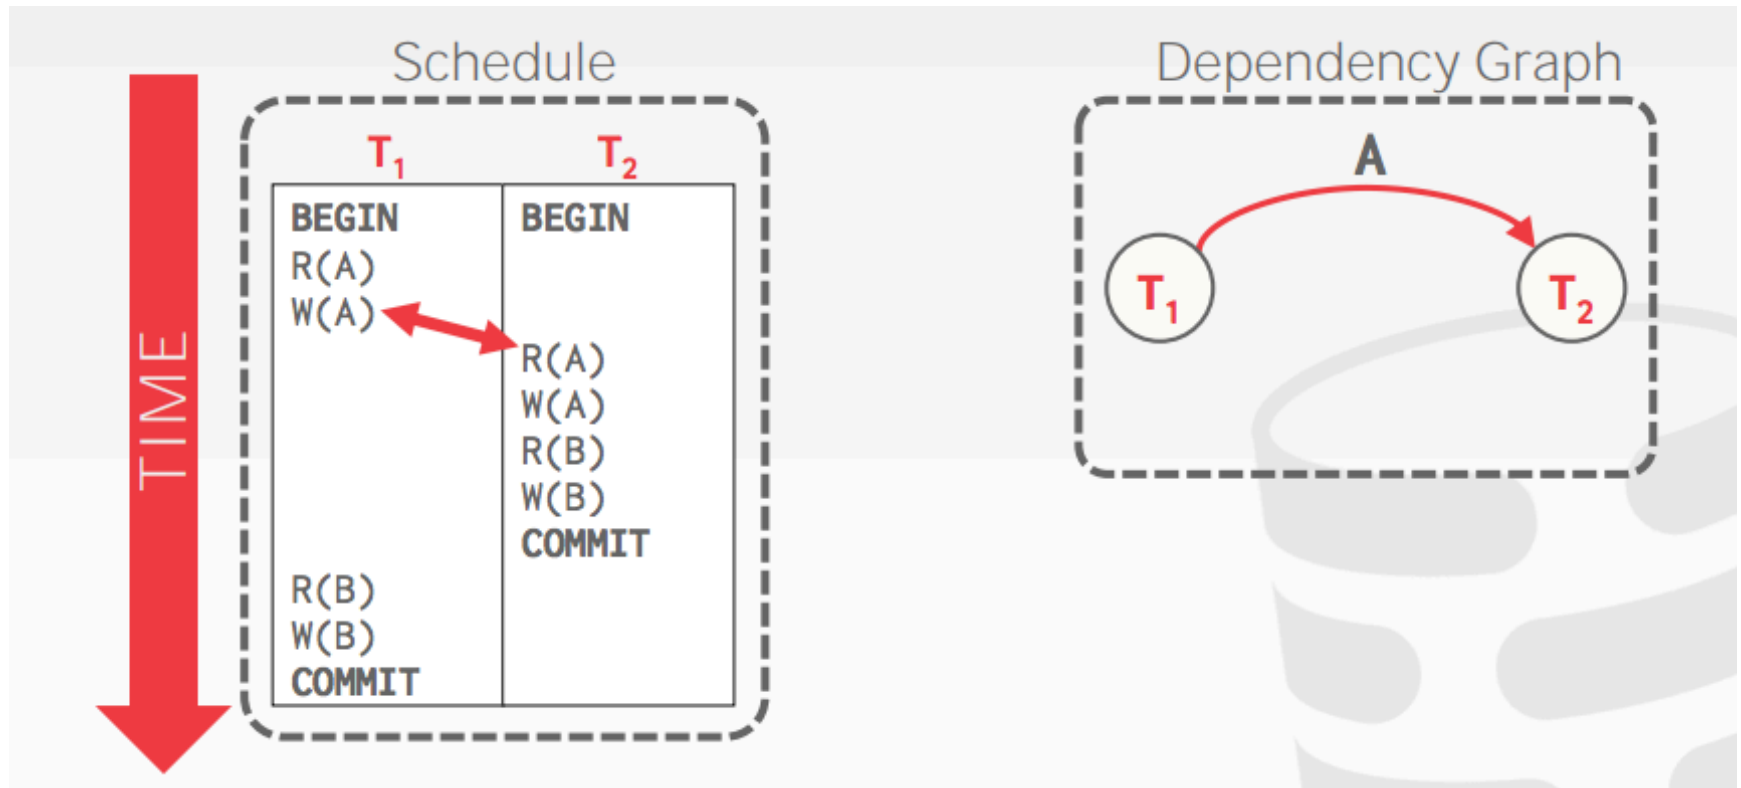 Schedule
Dependency Graph
TIME
T1 T2
BEGIN BEGIN
R(A)
W(A)
R(A)
W(A)
R(B)
W(B)
COMMIT
R(B)
W(B)
COMMIT
A
T1 T2